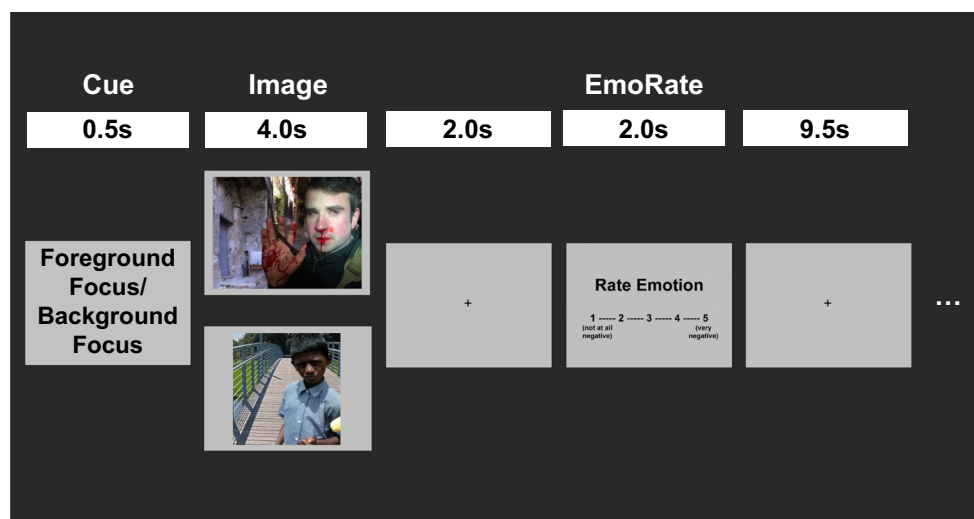 Cue
Image
EmoRate
0.5s
4.0s
2.0s
2.0s
9.5s
Foreground
Focus/
Background
Focus
+
Rate Emotion
1 ----- 2 ----- 3 ----- 4 ----- 5
(not at all
negative)
(very
negative)
+
...